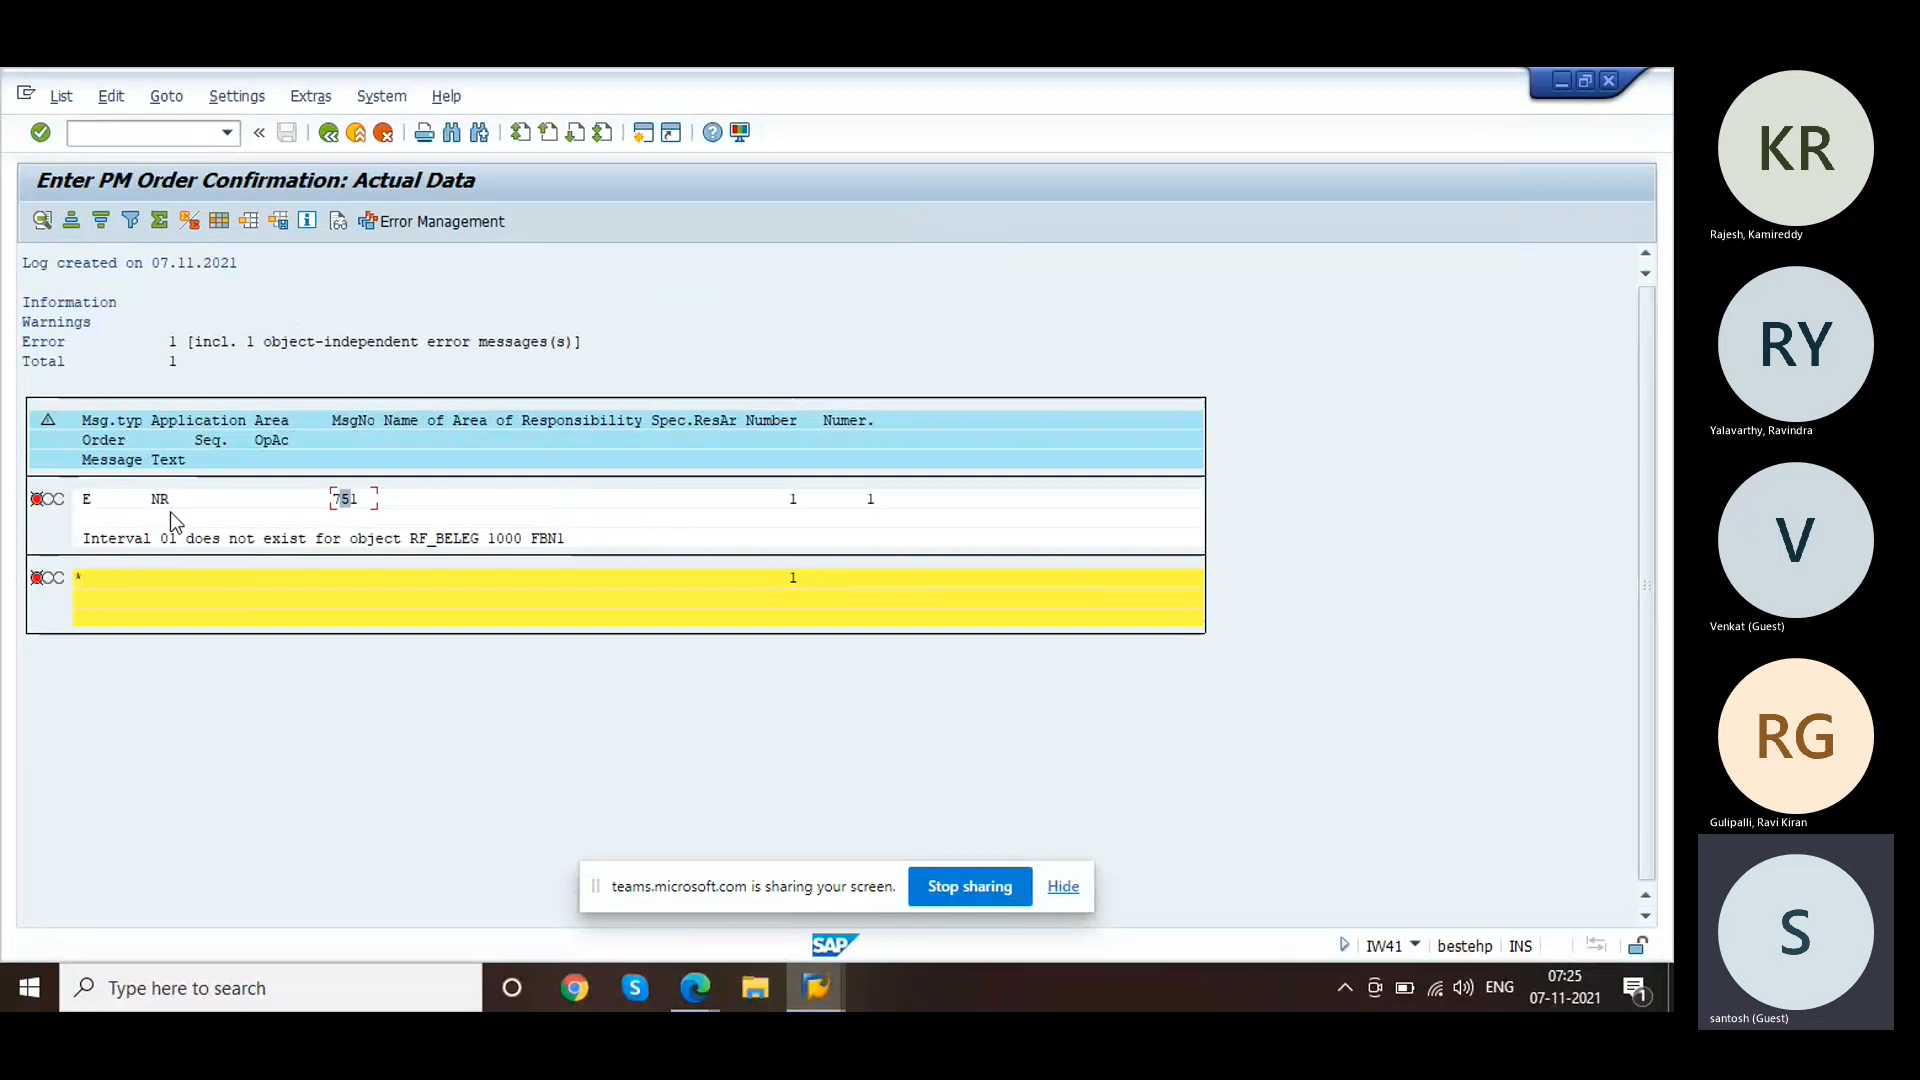 List Edit Goto Settings Extras System Help
Enter PM Order Confirmation: Actual Data
Error Management
Log created on 07.11.2021
Information
Warnings
Error 1 [incl. 1 object-independent error messages(s)]
Total 1
Msg.typ Application Area MsgNo Name of Area of Responsibility Spec.ResAr Number Numer.
Order Seq. OpAc
Message Text
E NR 751 1 1
Interval 01 does not exist for object RF_BELEG 1000 FBN1
* 1
teams.microsoft.com is sharing your screen. Stop sharing Hide
SAP
IW41 bestehp INS
Type here to search
S
ENG
07:25
07-11-2021
1
KR
Rajesh, Kamireddy
RY
Yalavarthy, Ravindra
V
Venkat (Guest)
RG
Gulipalli, Ravi Kiran
S
santosh (Guest)